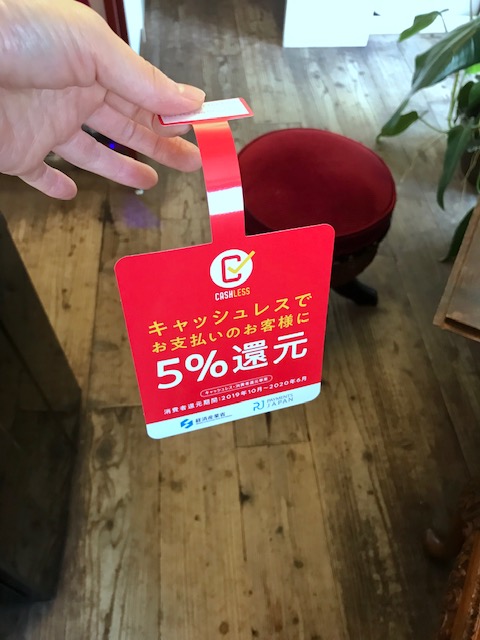 C
CASHLESS
キャッシュレスで
お支払いのお客様に
5%還元
キャッシュレス・消費者還元事業
消費者還元期間:2019年10月~2020年6月
経済産業省
PAYMENTS
JAPAN